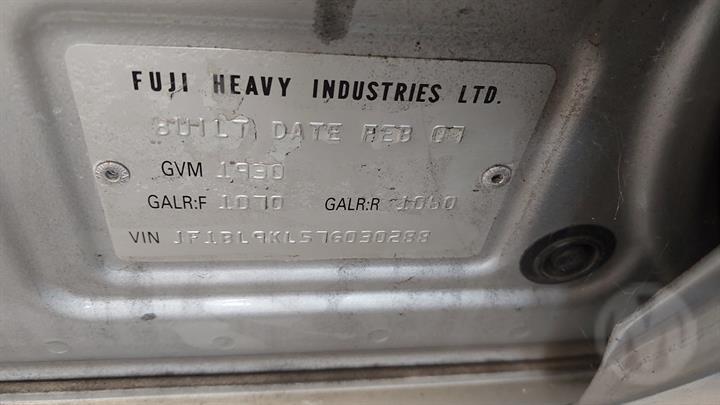 FUJI HEAVY INDUSTRIES LTD.
BUILT DATE FEB 07
GVM 1930
GALR:F 1070 GALR:R 1060
VIN JF1BL9KL57G030288